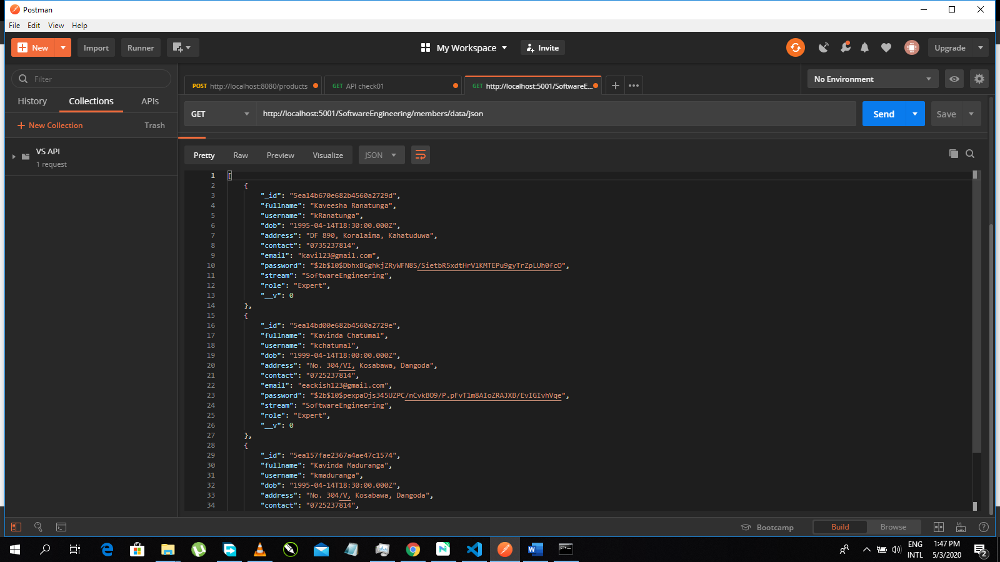 Postman
File Edit View Help
New Import Runner My Workspace Invite Upgrade
Filter
History Collections APIs
New Collection Trash
VS API
1 request
POST http://localhost:8080/products GET API check01 GET http://localhost:5001/SoftwareE...
No Environment
GET http://localhost:5001/SoftwareEngineering/members/data/json Send Save
Pretty Raw Preview Visualize JSON
1 [
2 {
3 "_id": "5ea14b670e682b4560a2729d",
4 "fullname": "Kaveesha Ranatunga",
5 "username": "kRanatunga",
6 "dob": "1995-04-14T18:30:00.000Z",
7 "address": "DF 890, Koralaima, Kahatuduwa",
8 "contact": "0735237814",
9 "email": "kavi123@gmail.com",
10 "password": "$2b$10$DbhxBGghkjZRyWFN8S/SietbR5xdtHrVlKMTEPu9gyTrZpLUh0fcO",
11 "stream": "SoftwareEngineering",
12 "role": "Expert",
13 "__v": 0
14 },
15 {
16 "_id": "5ea14bd00e682b4560a2729e",
17 "fullname": "Kavinda Chatumal",
18 "username": "kchatumal",
19 "dob": "1999-04-14T18:00:00.000Z",
20 "address": "No. 304/VI, Kosabawa, Dangoda",
21 "contact": "0725237814",
22 "email": "eackish123@gmail.com",
23 "password": "$2b$10$pexpaOjs345UZPC/nCvkBO9/P.pFvT1m8AIoZRAJXB/EvIGIvhVqe",
24 "stream": "SoftwareEngineering",
25 "role": "Expert",
26 "__v": 0
27 },
28 {
29 "_id": "5ea157fae2367a4ae47c1574",
30 "fullname": "Kavinda Maduranga",
31 "username": "kmaduranga",
32 "dob": "1995-04-14T18:30:00.000Z",
33 "address": "No. 304/V, Kosabawa, Dangoda",
34 "contact": "0725237814",
Bootcamp Build Browse
ENG 1:47 PM
INTL 5/3/2020 2